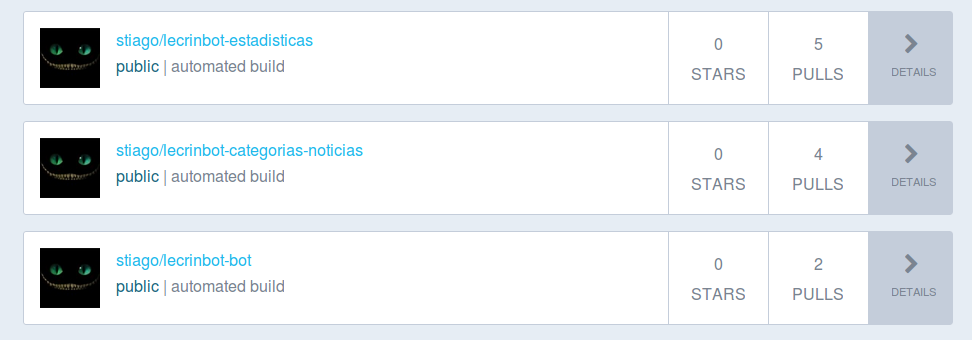 stiago/lecrinbot-estadisticas
public | automated build
0
STARS
5
PULLS
DETAILS
stiago/lecrinbot-categorias-noticias
public | automated build
0
STARS
4
PULLS
DETAILS
stiago/lecrinbot-bot
public | automated build
0
STARS
2
PULLS
DETAILS